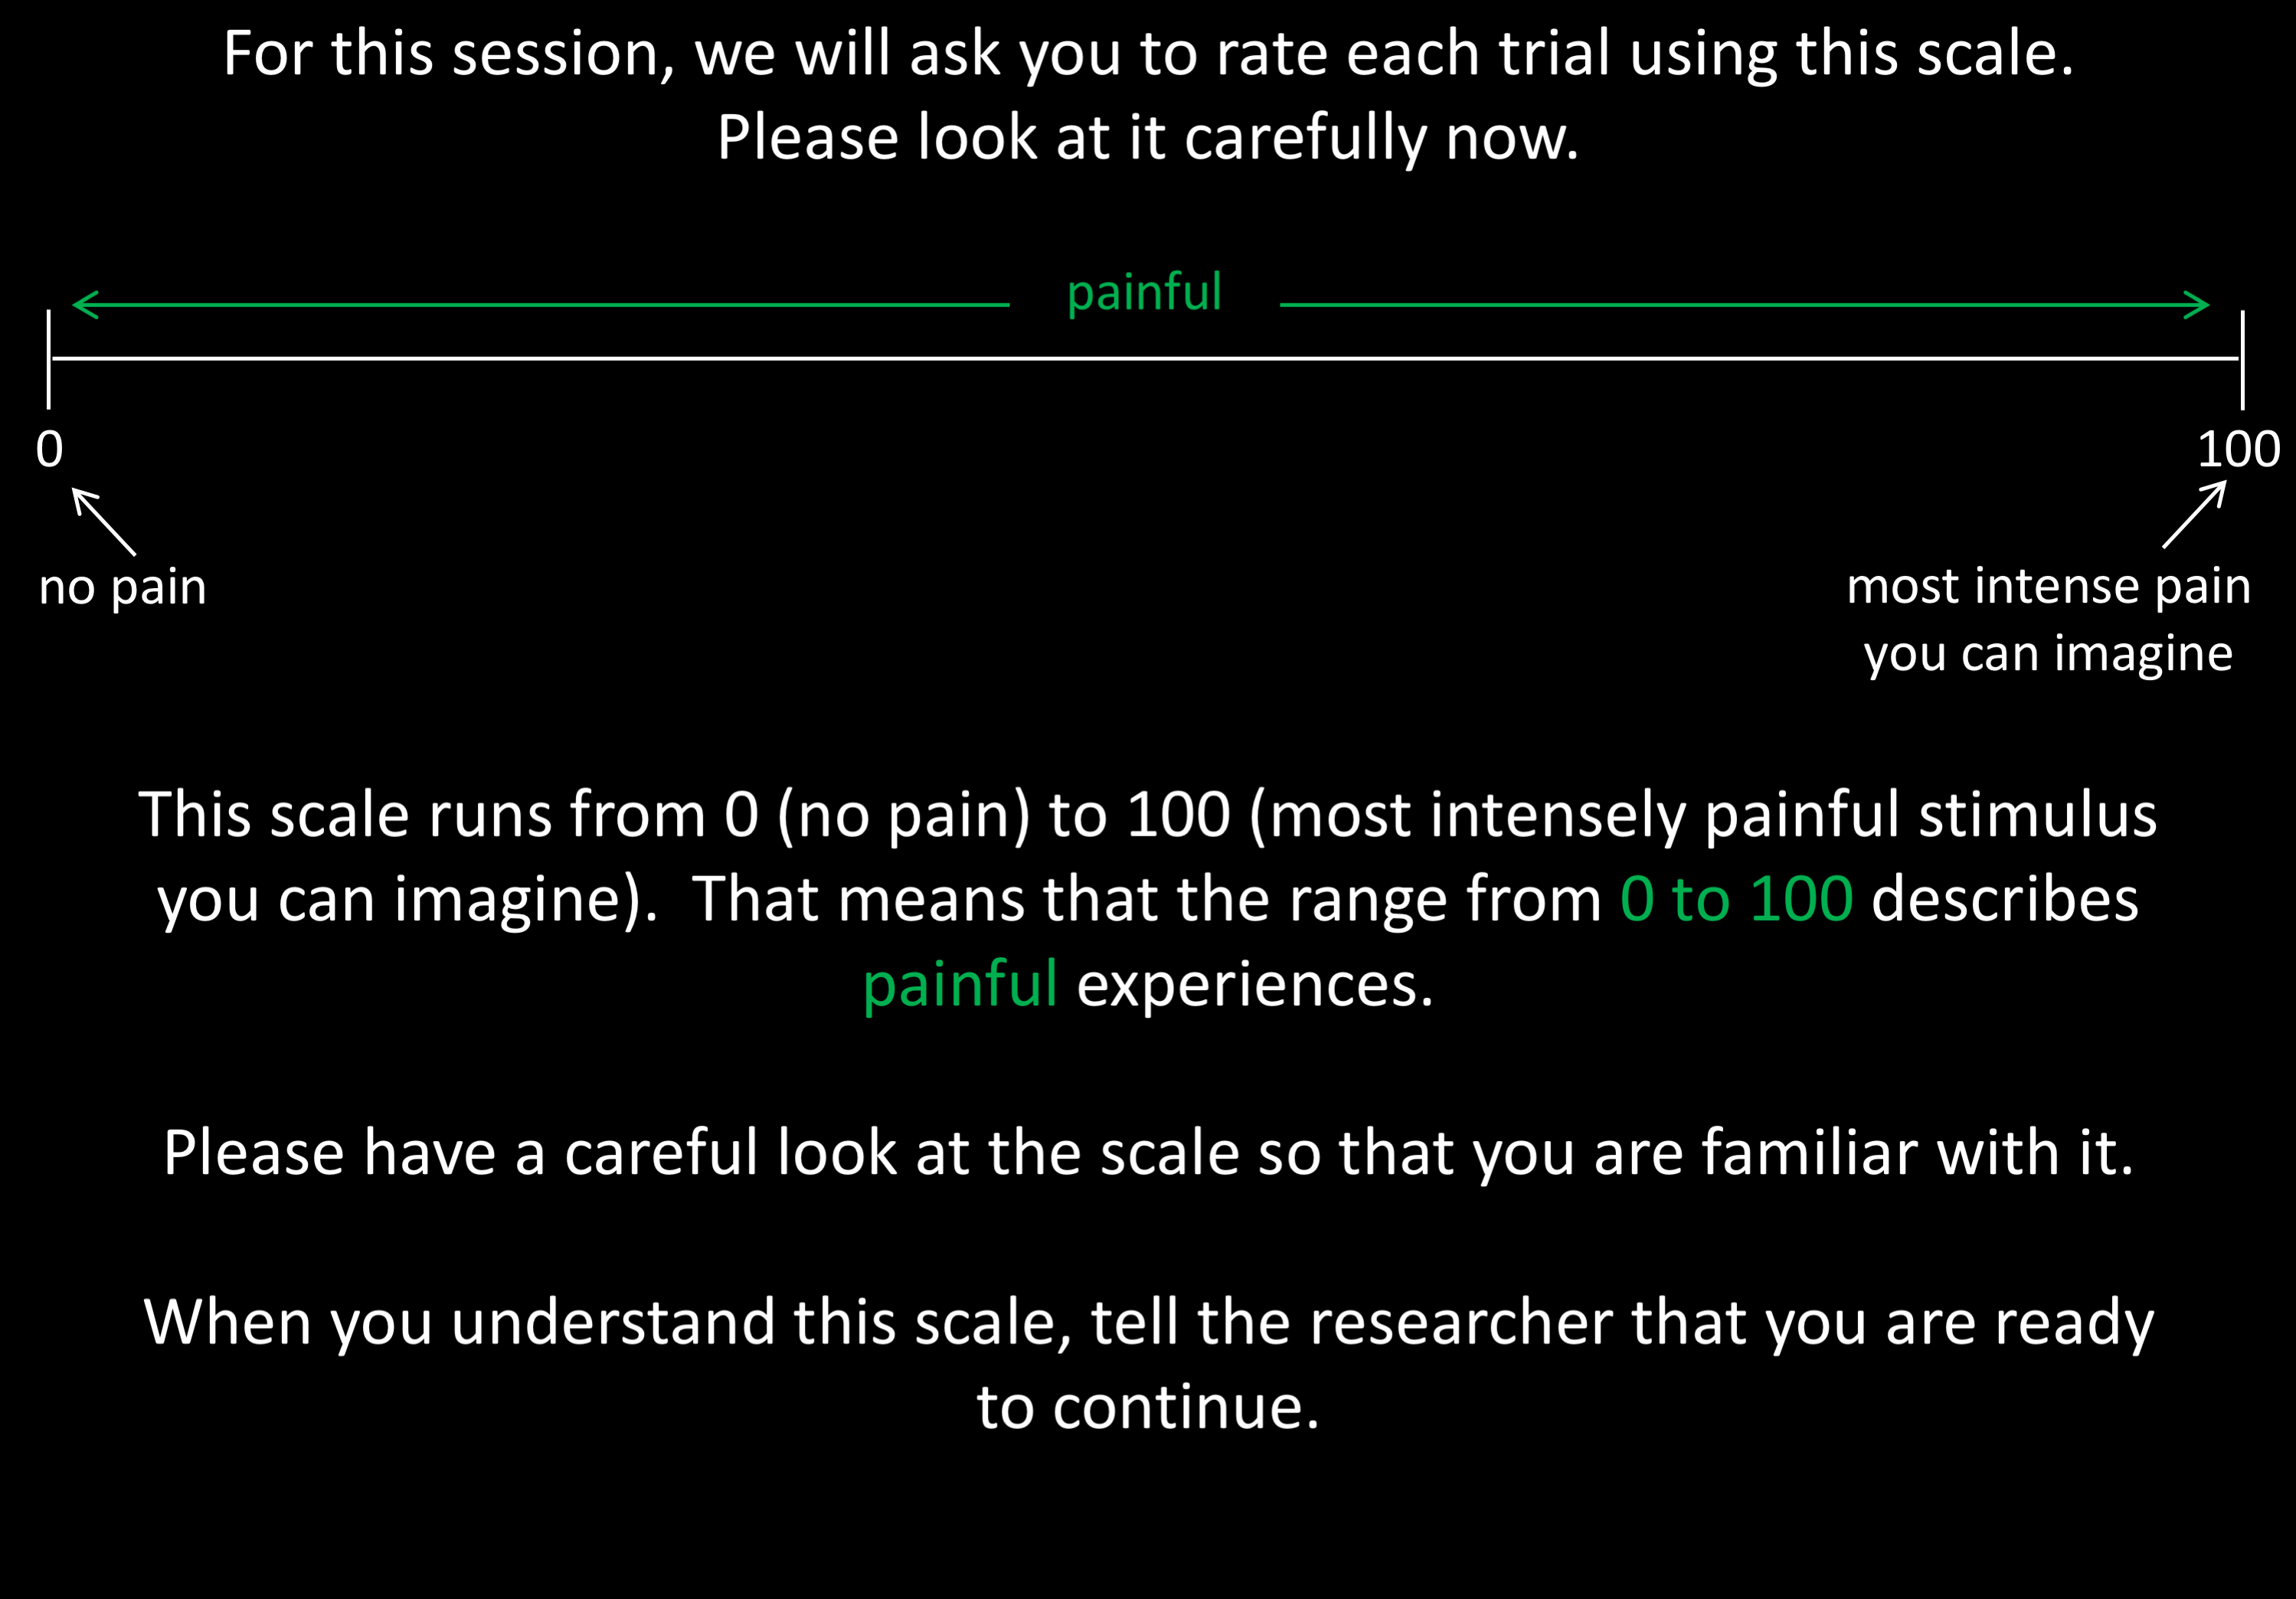 For this session, we will ask you to rate each trial using this scale.
Please look at it carefully now.
painful
0
100
no pain
most intense pain
you can imagine
This scale runs from 0 (no pain) to 100 (most intensely painful stimulus
you can imagine).  That means that the range from 0 to 100 describes
painful experiences.
Please have a careful look at the scale so that you are familiar with it.
When you understand this scale, tell the researcher that you are ready
to continue.